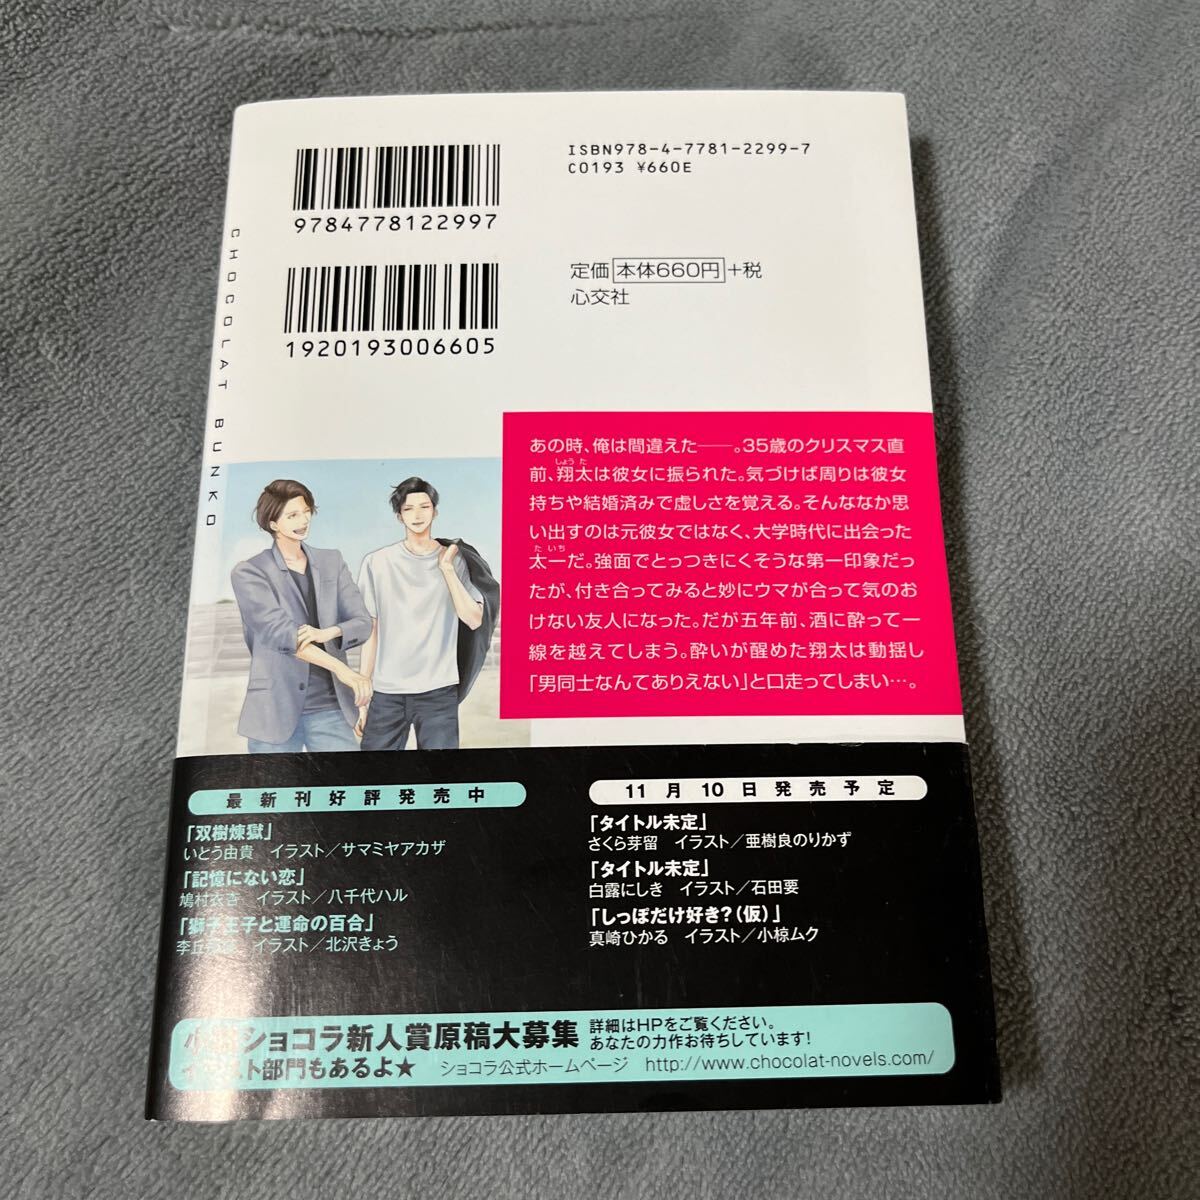 ISBN978-4-7781-2299-7
C0193 ¥660E
9784778122997
定価 本体660円 +税
心交社
1920193006605
CHOCOLAT BUNKO
あの時、俺は間違えた――。35歳のクリスマス直
しょうた
前、翔太は彼女に振られた。気づけば周りは彼女
持ちや結婚済みで虚しさを覚える。そんななか思
い出すのは元彼女ではなく、大学時代に出会った
たいち
太一だ。強面でとっつきにくそうな第一印象だっ
たが、付き合ってみると妙にウマが合って気のお
けない友人になった。だが五年前、酒に酔って一
線を越えてしまう。酔いが醒めた翔太は動揺し
「男同士なんてありえない」と口走ってしまい…。
最新刊好評発売中
「双樹煉獄」
いとう由貴 イラスト/サマミヤアカザ
「記憶にない恋」
鳩村衣杏 イラスト/八千代ハル
「獅子王子と運命の百合」
李丘 イラスト/北沢きょう
11月10日発売予定
「タイトル未定」
さくら芽留 イラスト/亜樹良のりかず
「タイトル未定」
白露にしき イラスト/石田要
「しっぽだけ好き?(仮)」
真崎ひかる イラスト/小椋ムク
小説ショコラ新人賞原稿大募集
イラスト部門もあるよ★
詳細はHPをご覧ください。
あなたの力作お待ちしています!
ショコラ公式ホームページ http://www.chocolat-novels.com/